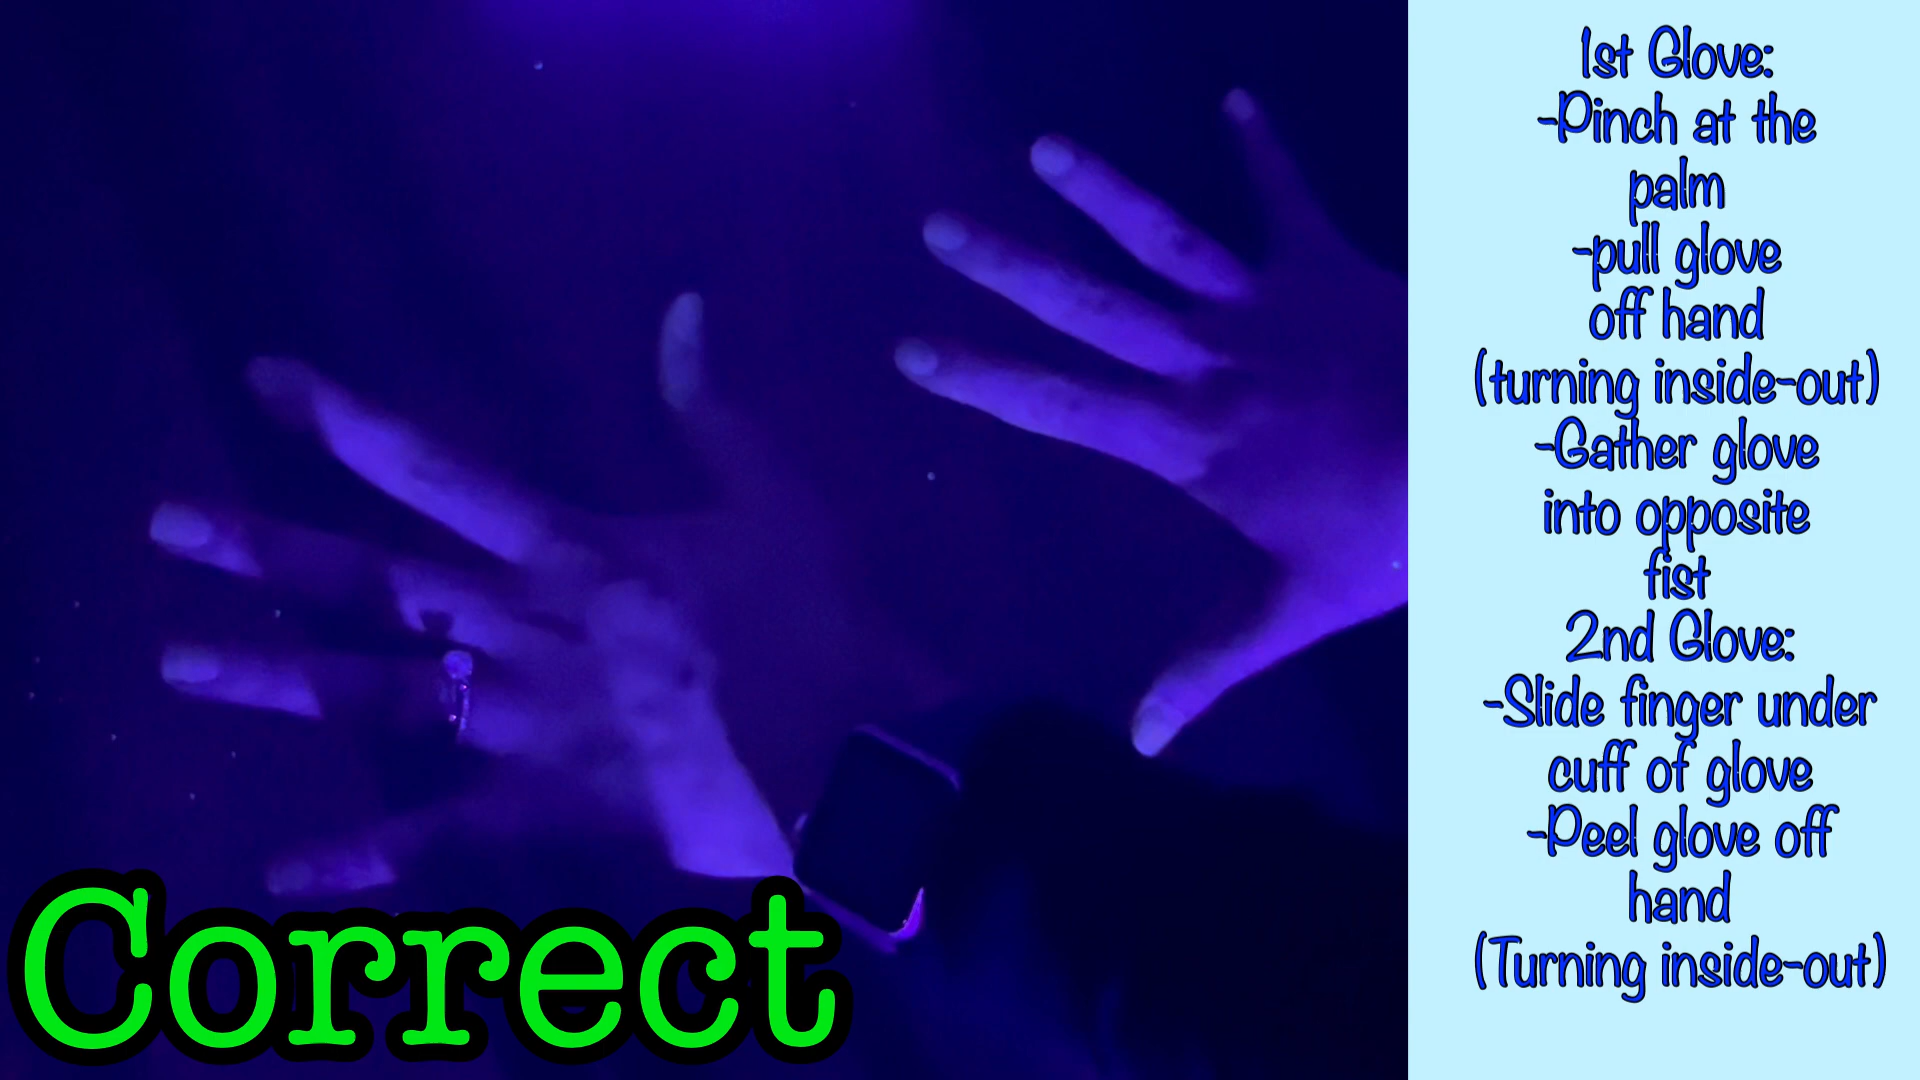 1st Glove:
-Pinch at the
palm
-pull glove
off hand
(turning inside-out)
-Gather glove
into opposite
fist
2nd Glove:
-Slide finger under
cuff of glove
-Peel glove off
hand
(Turning inside-out)
Correct